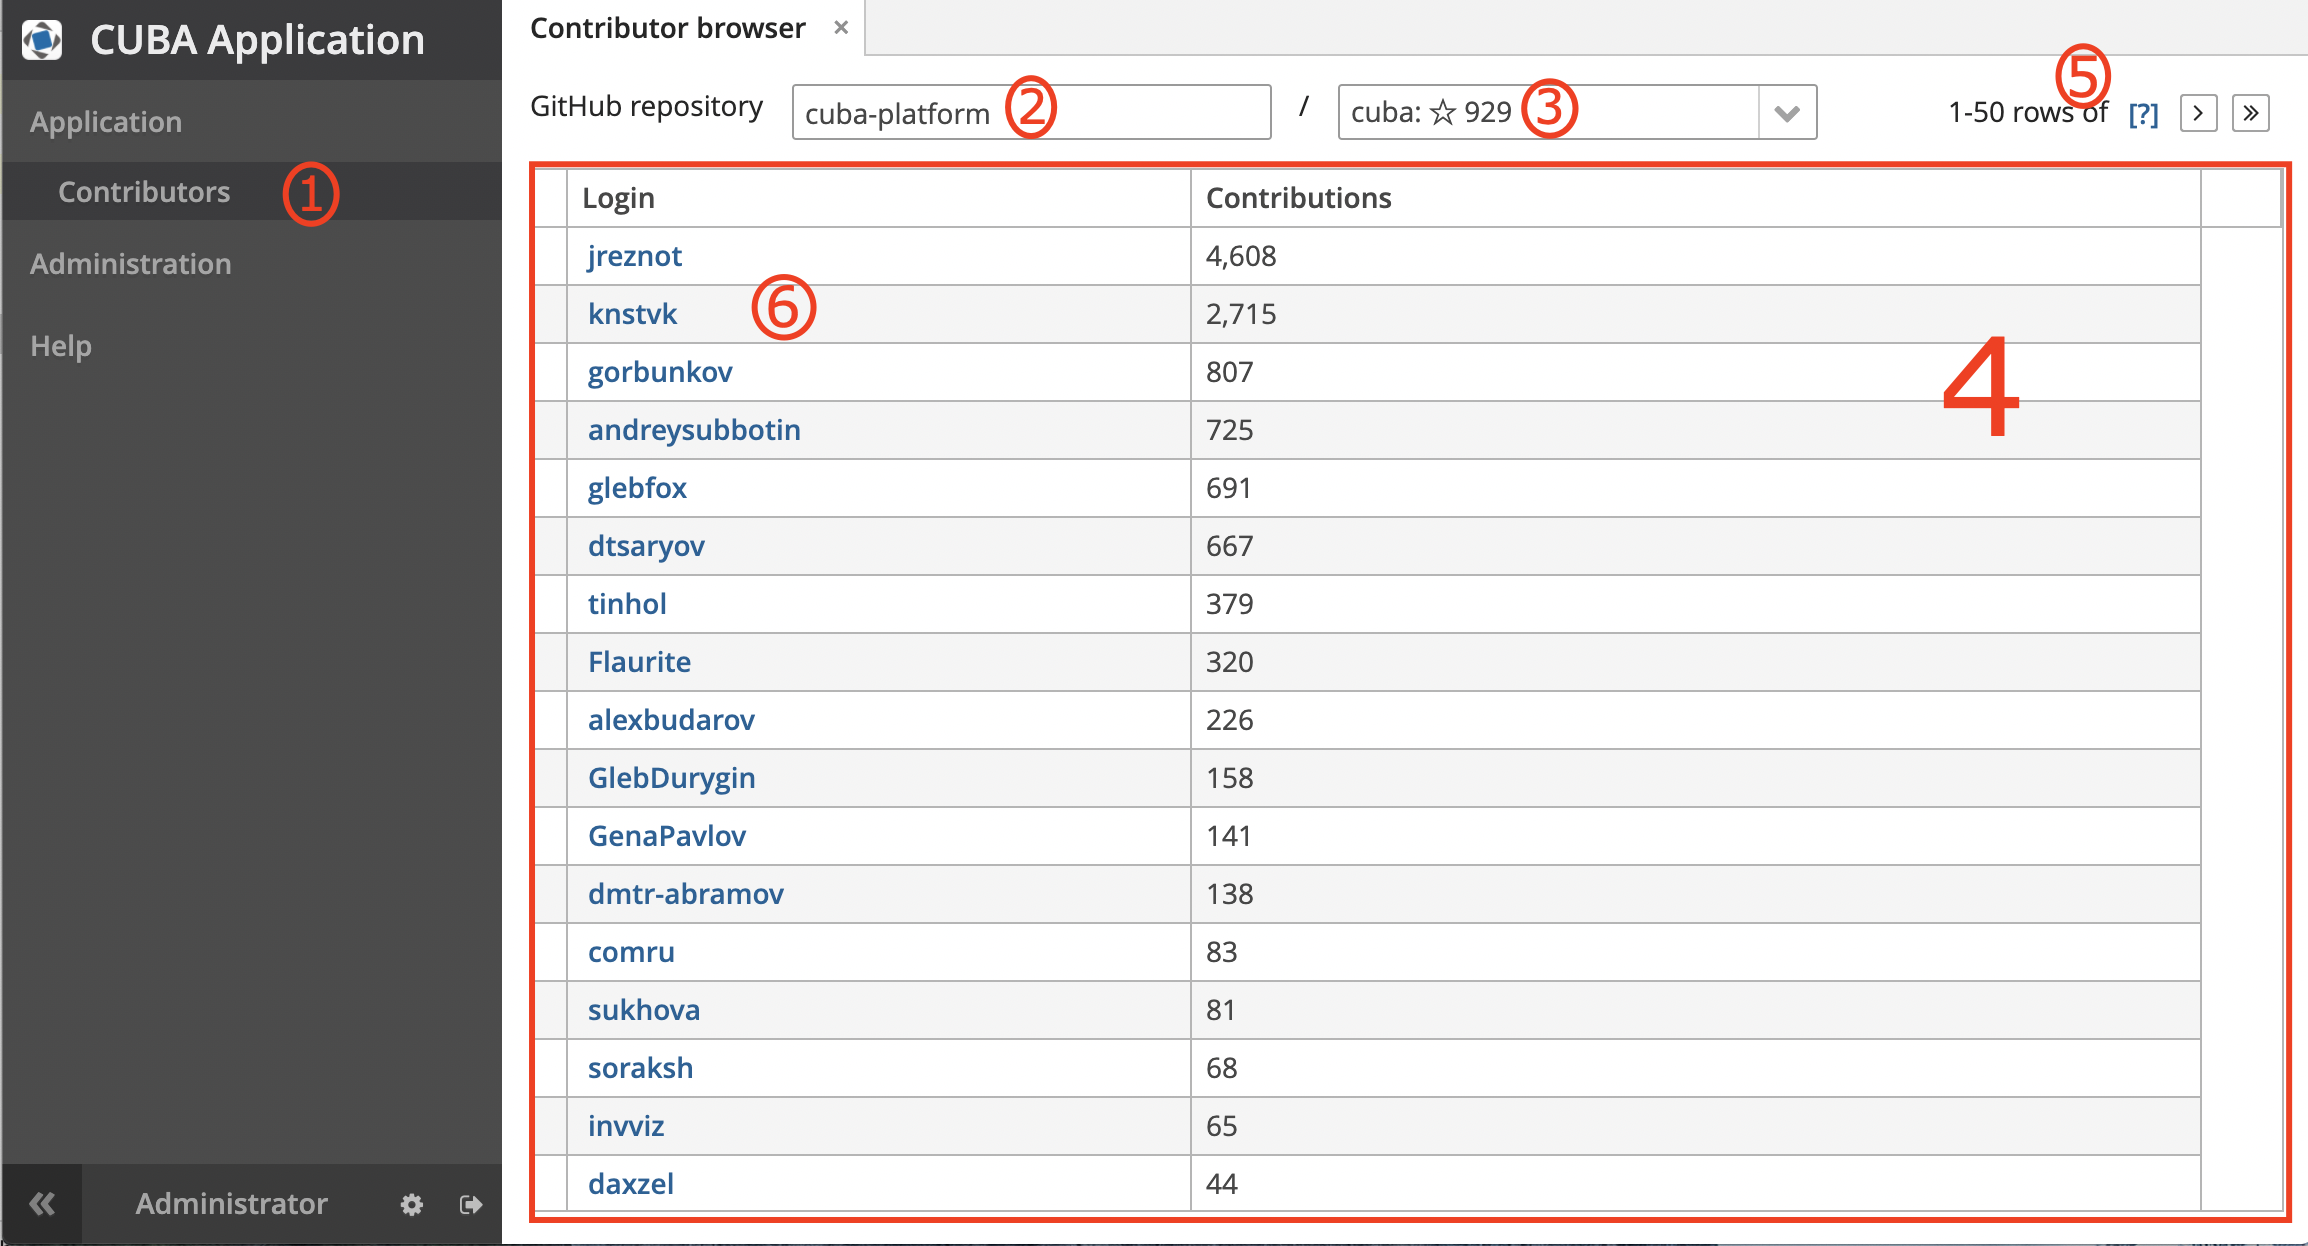 CUBA Application
Application
Contributors ①
Administration
Help
Administrator
Contributor browser ×
GitHub repository cuba-platform ② / cuba: ☆ 929 ③ 1-50 rows of ⑤ [?] > »
Login Contributions
jreznot 4,608
knstvk ⑥ 2,715
4
gorbunkov 807
andreysubbotin 725
glebfox 691
dtsaryov 667
tinhol 379
Flaurite 320
alexbudarov 226
GlebDurygin 158
GenaPavlov 141
dmtr-abramov 138
comru 83
sukhova 81
soraksh 68
invviz 65
daxzel 44